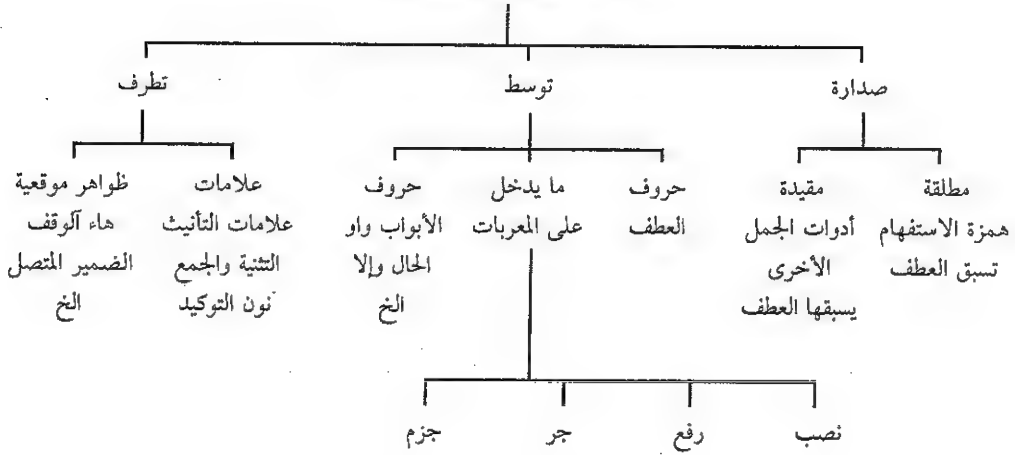 صدارة
توسط
تطرف
مطلقة
همزة الاستفهام
تسبق العطف
مقيدة
أدوات الجمل
الأخرى
يسبقها العطف
حروف
العطف
ما يدخل
على المعربات
حروف
الأبواب واو
الحال وإلا
الخ
علامات
علامات التأنيث
التثنية والجمع
نون التوكيد
ظواهر موقعية
هاء الوقف
الضمير المتصل
الخ
نصب
رفع
جر
جزم